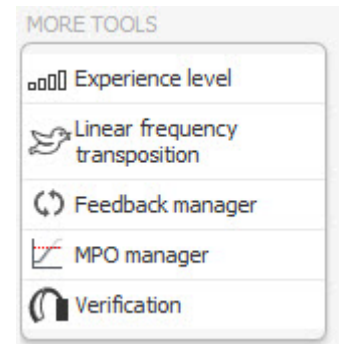 MORE TOOLS
Experience level
Linear frequency
transposition
Feedback manager
MPO manager
Verification